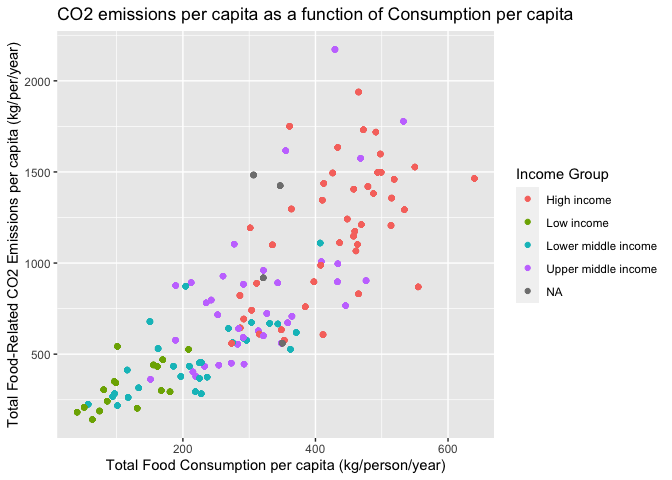 CO2 emissions per capita as a function of Consumption per capita
Total Food-Related CO2 Emissions per capita (kg/per/year)
2000
1500
1000
500
200
400
600
Total Food Consumption per capita (kg/person/year)
Income Group
High income
Low income
Lower middle income
Upper middle income
NA